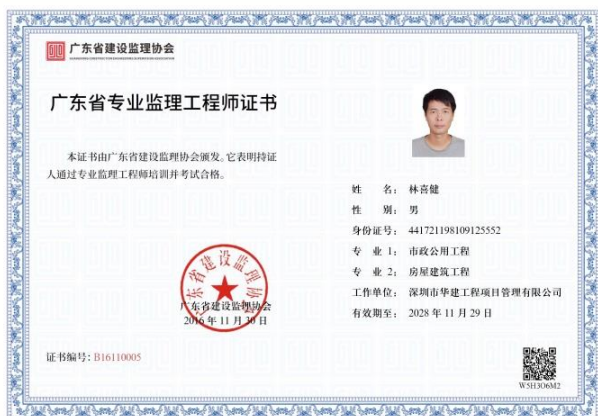 广东省建设监理协会
广东省专业监理工程师证书
本证书由广东省建设监理协会颁发。它表明持证
人通过专业监理工程师培训并考试合格。
姓 名: 林喜健
性 别: 男
身份证号: 441721198109125552
专 业 1: 市政公用工程
专 业 2: 房屋建筑工程
工作单位: 深圳市华建工程项目管理有限公司
有效期至: 2028 年 11 月 29 日
广东省建设监理协会
广东省建设监理协会
2016 年 11 月 30 日
证书编号: B16110005
W5H3O6M2